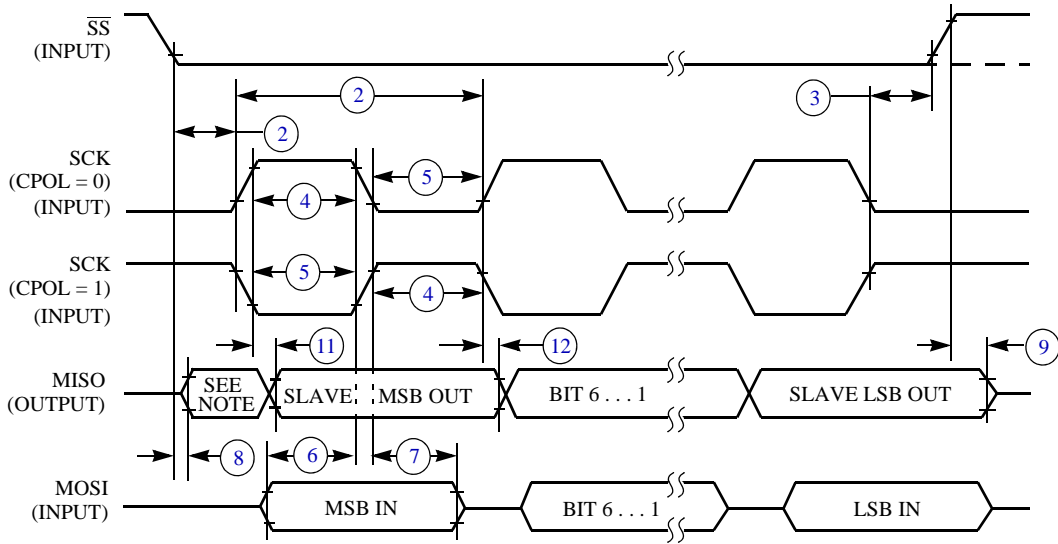 SS
(INPUT)
2
3
2
SCK
(CPOL = 0)
(INPUT)
5
4
SCK
(CPOL = 1)
(INPUT)
5
4
11
12
9
MISO
(OUTPUT)
SEE
NOTE
SLAVE MSB OUT
BIT 6 . . . 1
SLAVE LSB OUT
8
6
7
MOSI
(INPUT)
MSB IN
BIT 6 . . . 1
LSB IN